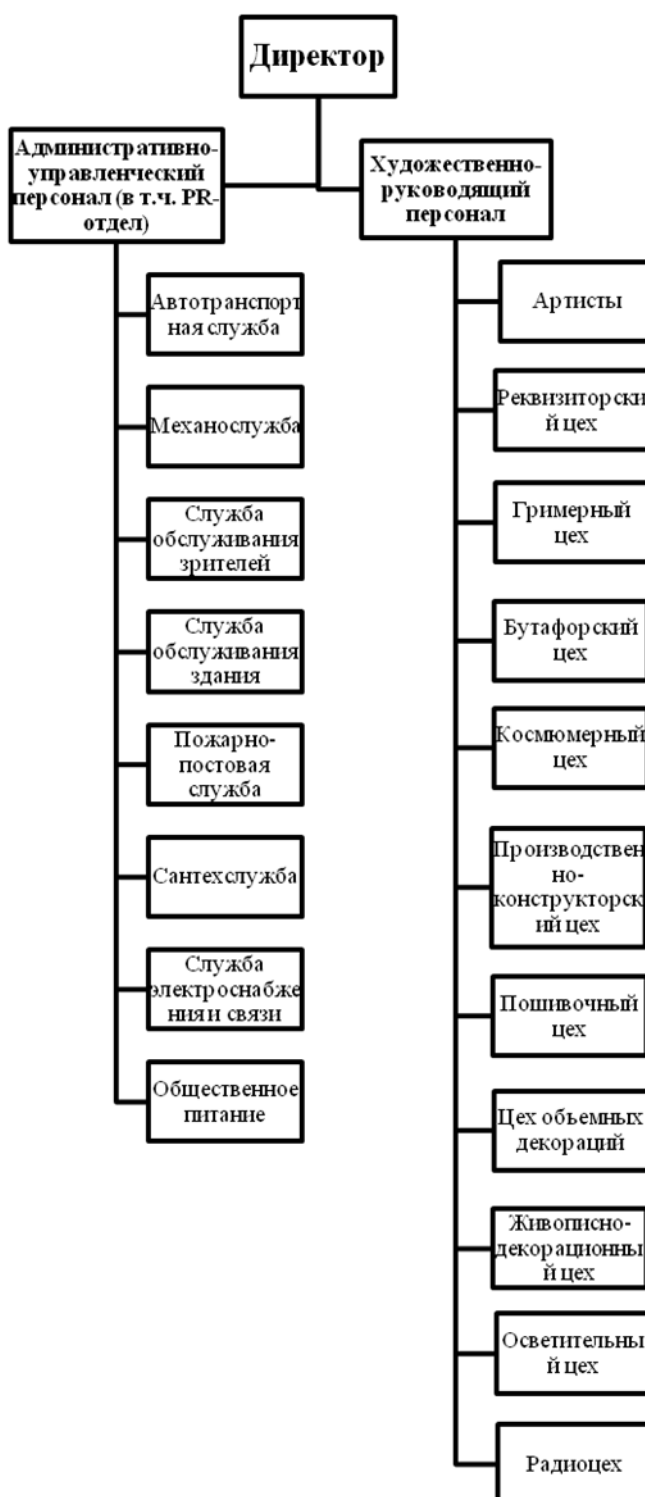 Директор
Административно-
управленческий
персонал (в т.ч. PR-
отдел)
Автотранспорт
ная служба
Механослужба
Служба
обслуживания
зрителей
Служба
обслуживания
здания
Пожарно-
постовая
служба
Сантехслужба
Служба
электроснабже
ния и связи
Общественное
питание
Художественно-
руководящий
персонал
Артисты
Реквизиторски
й цех
Гримерный
цех
Бутафорский
цех
Космюмерный
цех
Производствен
но-
конструкторск
ий цех
Пошивочный
цех
Цех объемных
декораций
Живописно-
декорационны
й цех
Осветительны
й цех
Радиоцех